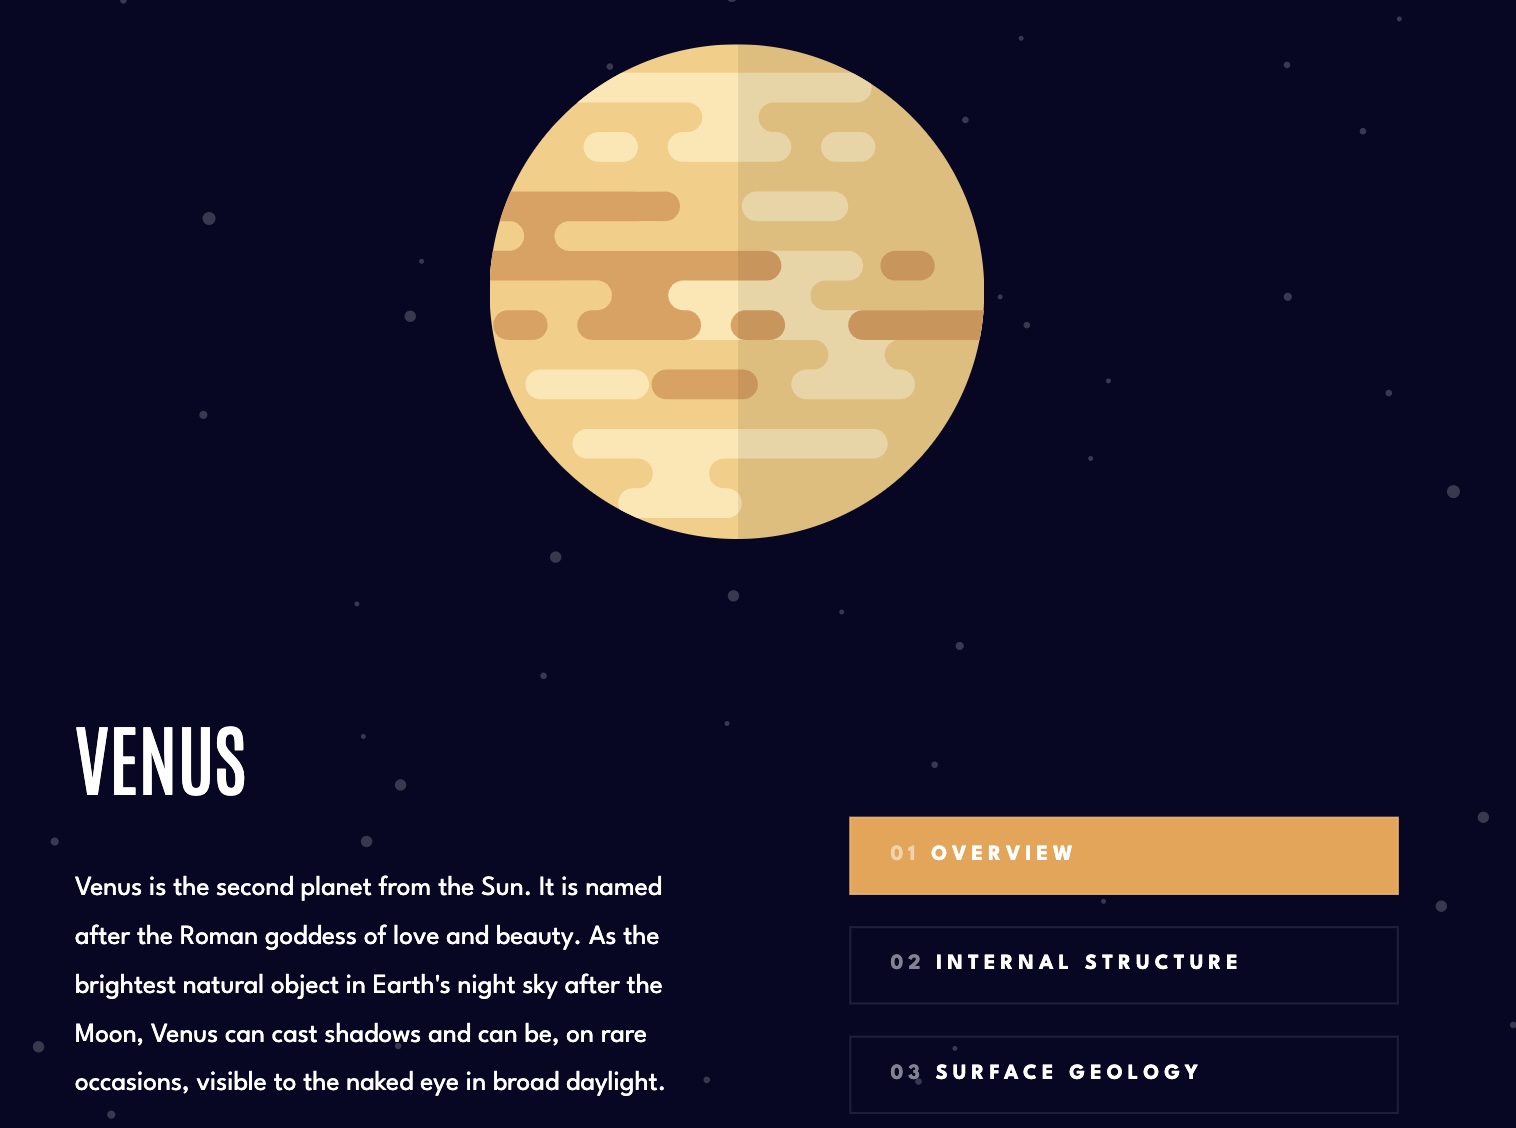 VENUS
Venus is the second planet from the Sun. It is named
after the Roman goddess of love and beauty. As the
brightest natural object in Earth's night sky after the
Moon, Venus can cast shadows and can be, on rare
occasions, visible to the naked eye in broad daylight.
01 OVERVIEW
02 INTERNAL STRUCTURE
03 SURFACE GEOLOGY